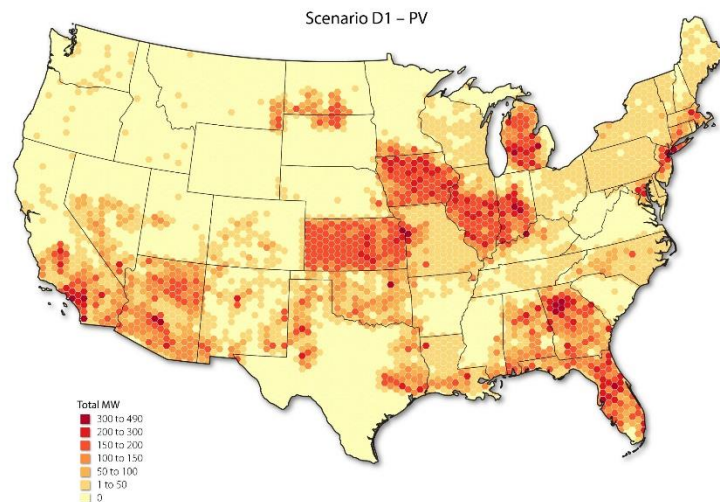 Scenario D1 – PV
Total MW
300 to 490
200 to 300
150 to 200
100 to 150
50 to 100
1 to 50
0